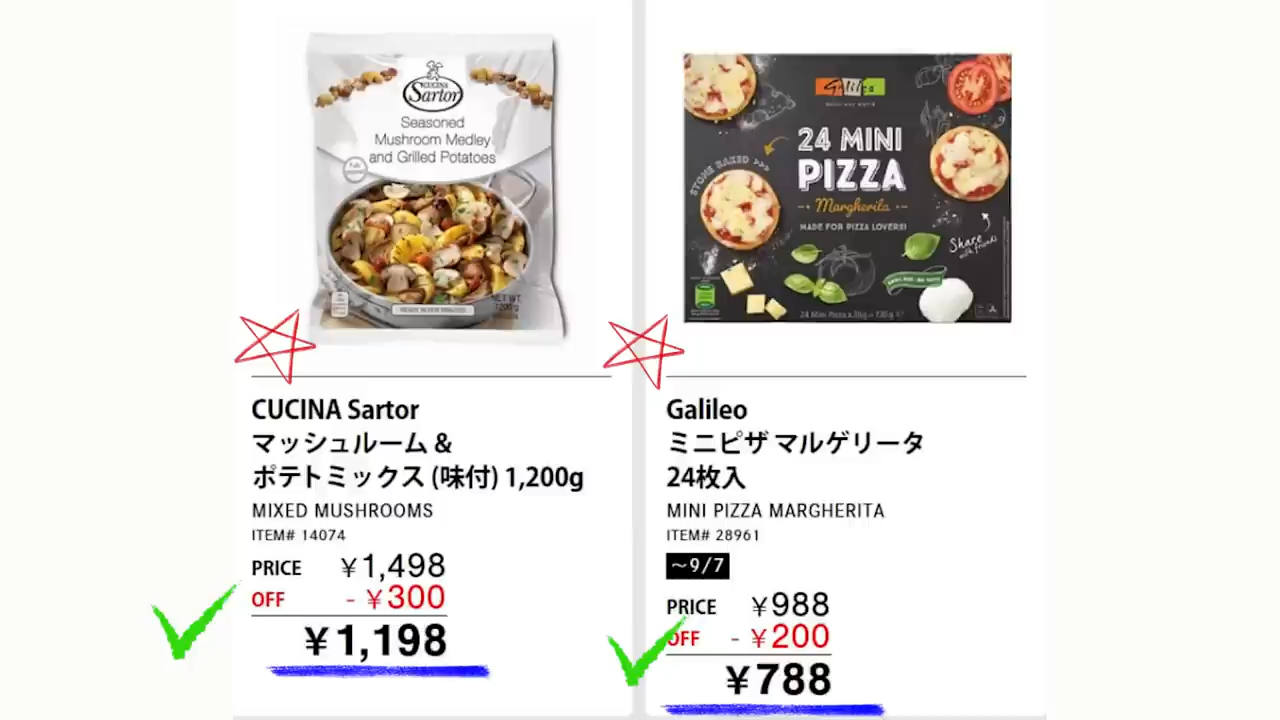 CUCINA
Sartor
Seasoned
Mushroom Medley
and Grilled Potatoes
Fully
NET WT.
1200g
CUCINA Sartor
マッシュルーム &
ポテトミックス (味付) 1,200g
MIXED MUSHROOMS
ITEM# 14074
PRICE ¥1,498
OFF - ¥300
¥1,198
Galileo
24 MINI
PIZZA
Margherita
MADE FOR PIZZA LOVERS!
STONE BAKED >>>
Share
with friends
Galileo
ミニピザ マルゲリータ
24枚入
MINI PIZZA MARGHERITA
ITEM# 28961
～9/7
PRICE ¥988
OFF - ¥200
¥788